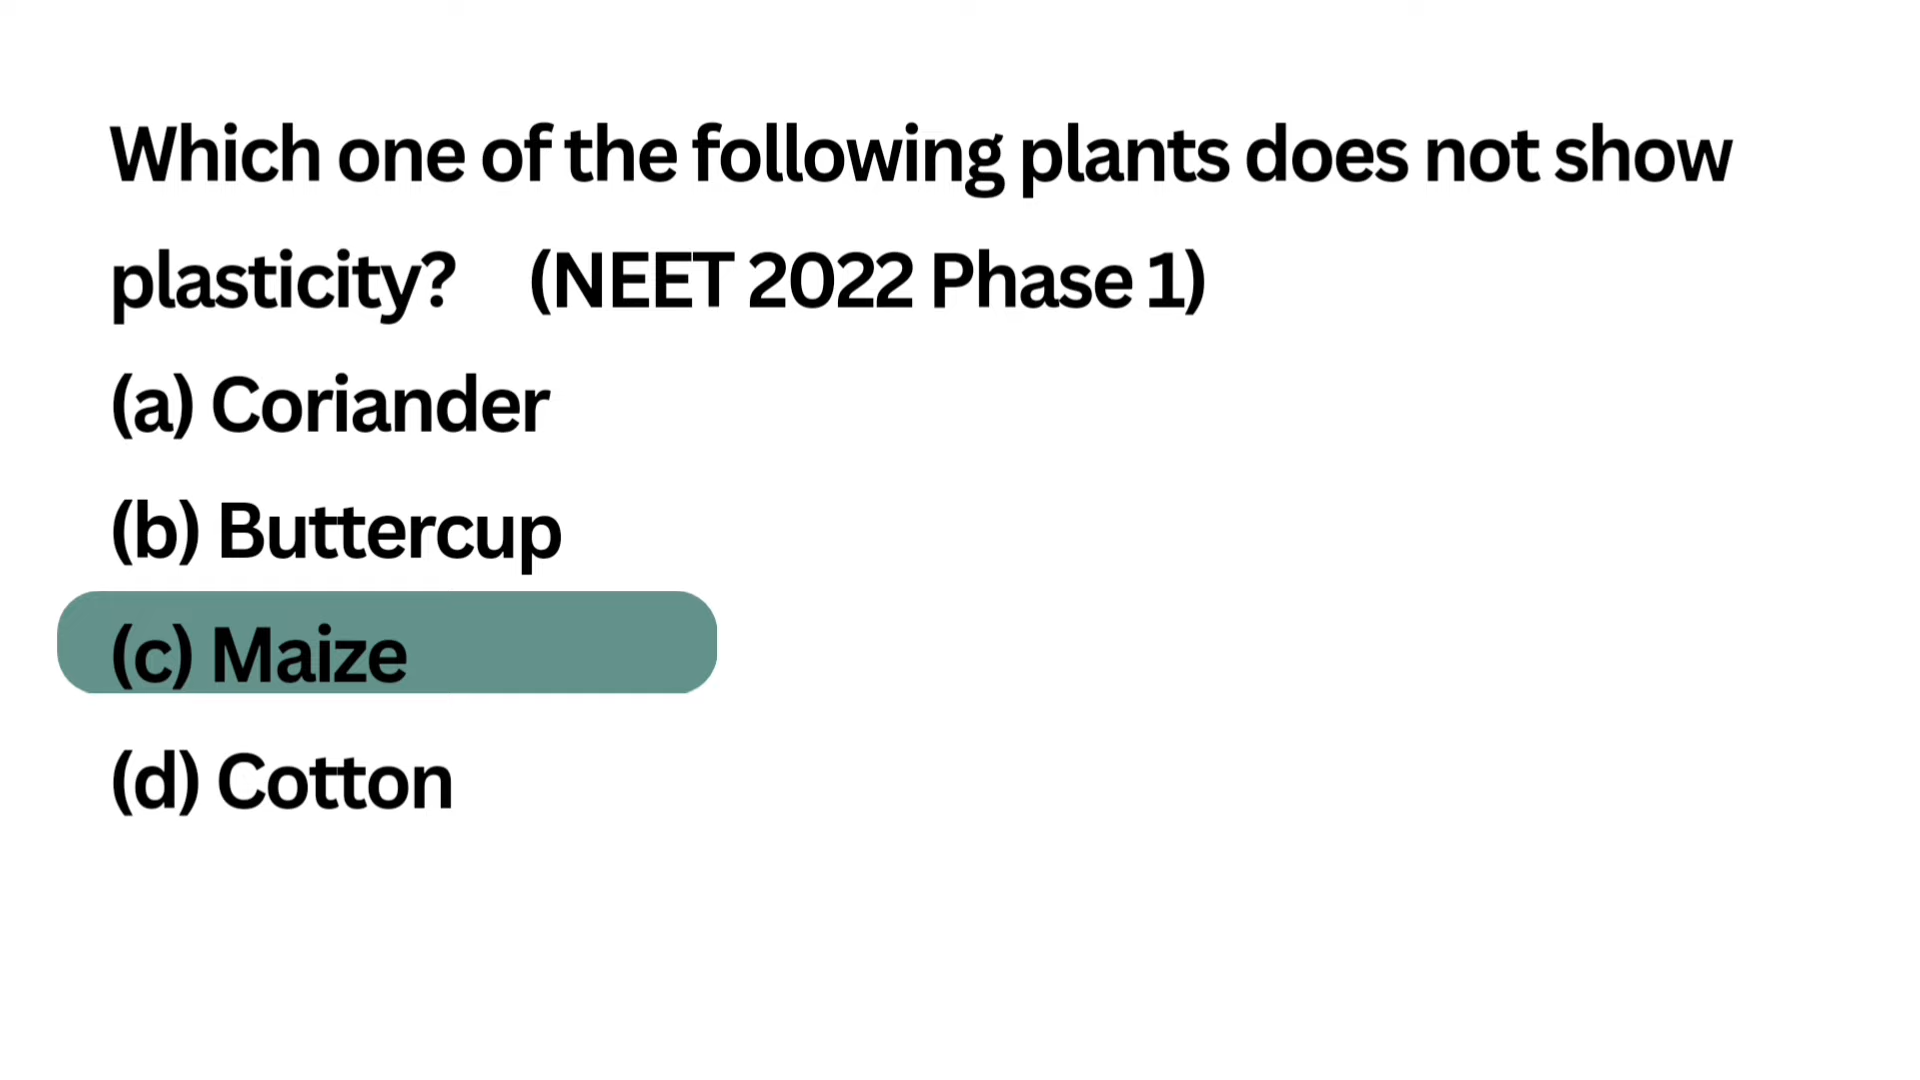 Which one of the following plants does not show
plasticity? (NEET 2022 Phase 1)
(a) Coriander
(b) Buttercup
(c) Maize
(d) Cotton